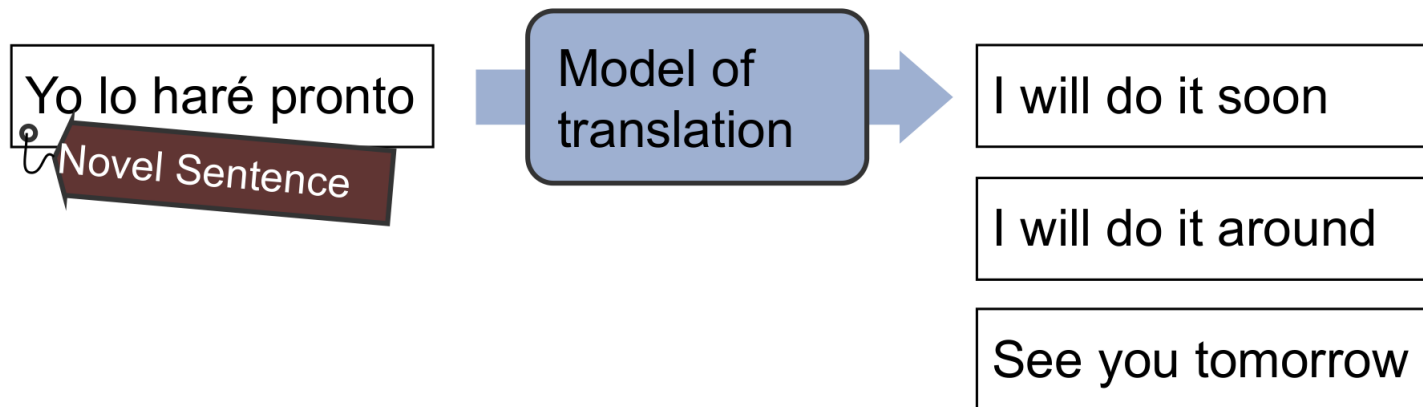 Yo lo haré pronto
Novel Sentence
Model of
translation
I will do it soon
I will do it around
See you tomorrow